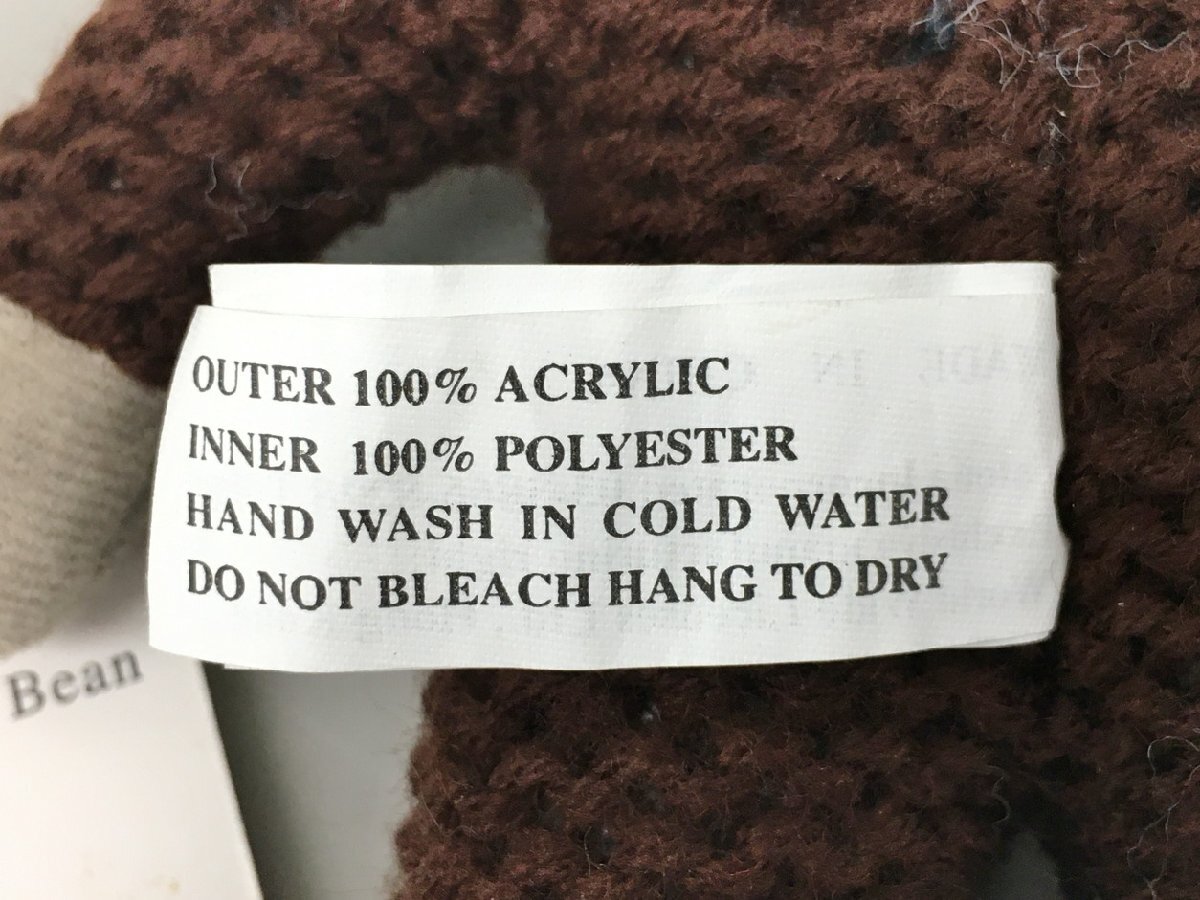 OUTER 100% ACRYLIC
INNER 100% POLYESTER
HAND WASH IN COLD WATER
DO NOT BLEACH HANG TO DRY
Bean